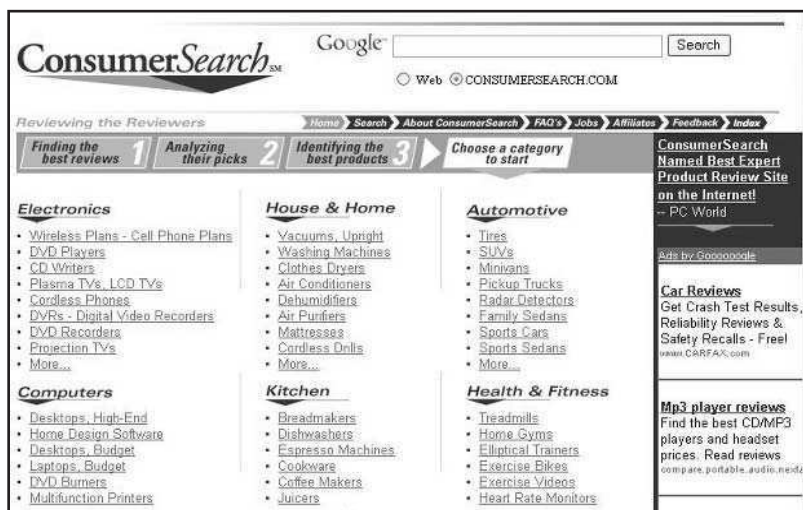 ConsumerSearch SM
Google
Search
Web CONSUMERSEARCH.COM
Reviewing the Reviewers
Home Search About ConsumerSearch FAQ's Jobs Affiliates Feedback Index
Finding the best reviews 1
Analyzing their picks 2
Identifying the best products 3
Choose a category to start
Electronics
• Wireless Plans - Cell Phone Plans
• DVD Players
• CD Writers
• Plasma TVs, LCD TVs
• Cordless Phones
• DVRs - Digital Video Recorders
• DVD Recorders
• Projection TVs
• More...
House & Home
• Vacuums, Upright
• Washing Machines
• Clothes Dryers
• Air Conditioners
• Dehumidifiers
• Air Purifiers
• Mattresses
• Cordless Drills
• More...
Automotive
• Tires
• SUVs
• Minivans
• Pickup Trucks
• Radar Detectors
• Family Sedans
• Sports Cars
• Sports Sedans
• More...
Computers
• Desktops, High-End
• Home Design Software
• Desktops, Budget
• Laptops, Budget
• DVD Burners
• Multifunction Printers
Kitchen
• Breadmakers
• Dishwashers
• Espresso Machines
• Cookware
• Coffee Makers
• Juicers
Health & Fitness
• Treadmills
• Home Gyms
• Elliptical Trainers
• Exercise Bikes
• Exercise Videos
• Heart Rate Monitors
ConsumerSearch
Named Best Expert
Product Review Site
on the Internet!
-- PC World
Ads by Goooooogle
Car Reviews
Get Crash Test Results,
Reliability Reviews &
Safety Recalls - Free!
www.CARFAX.com
Mp3 player reviews
Find the best CD/MP3
players and headset
prices. Read reviews
compare.portable.audio.nexta